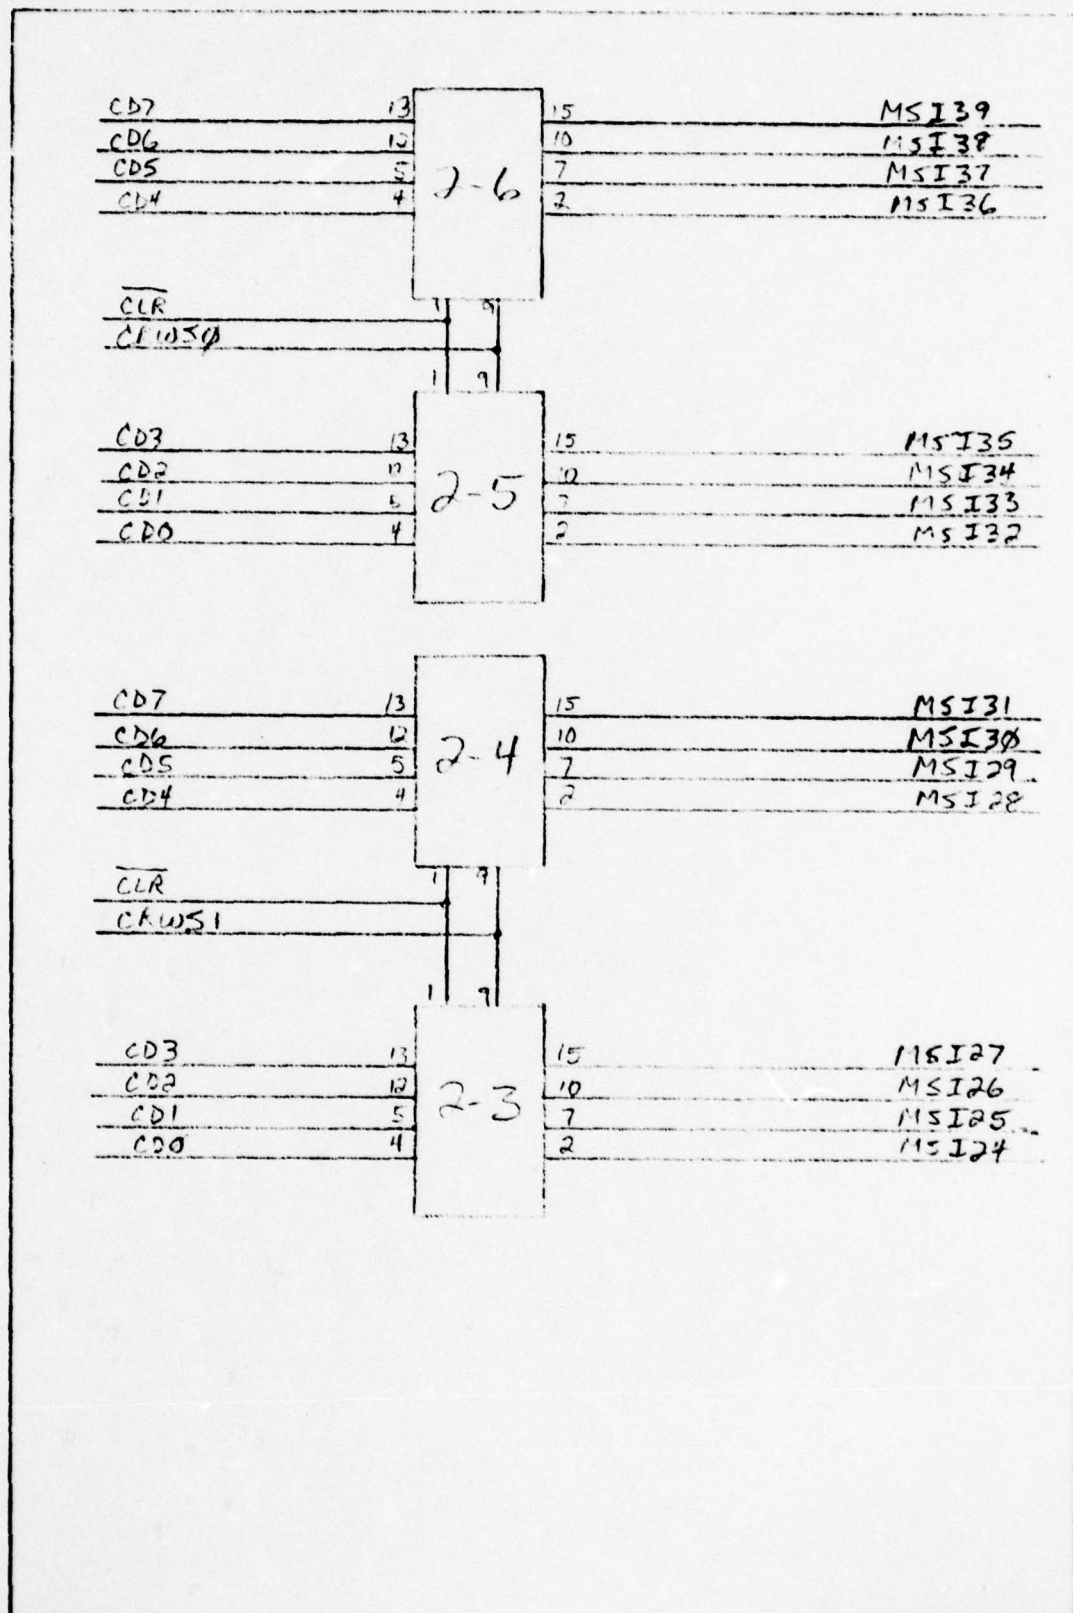 CD7 13 15 MSI39
CD6 12 10 MSI38
CD5 5 7 MSI37
2-6
CD4 4 2 MSI36
C̅L̅R̅ 1 9
CRWS0
1 9
CD3 13 15 MSI35
CD2 12 10 MSI34
2-5
CD1 5 7 MSI33
CD0 4 2 MSI32
CD7 13 15 MSI31
CD6 12 10 MSI30
2-4
CD5 5 7 MSI29
CD4 4 2 MSI28
C̅L̅R̅ 1 9
CRWS1
1 9
CD3 13 15 MSI27
CD2 12 10 MSI26
2-3
CD1 5 7 MSI25
CD0 4 2 MSI24